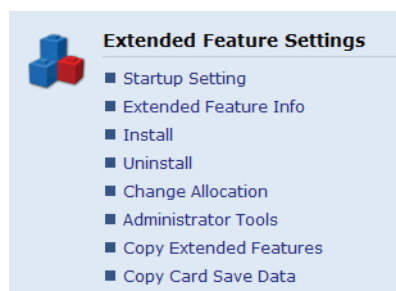 Extended Feature Settings
Startup Setting
Extended Feature Info
Install
Uninstall
Change Allocation
Administrator Tools
Copy Extended Features
Copy Card Save Data